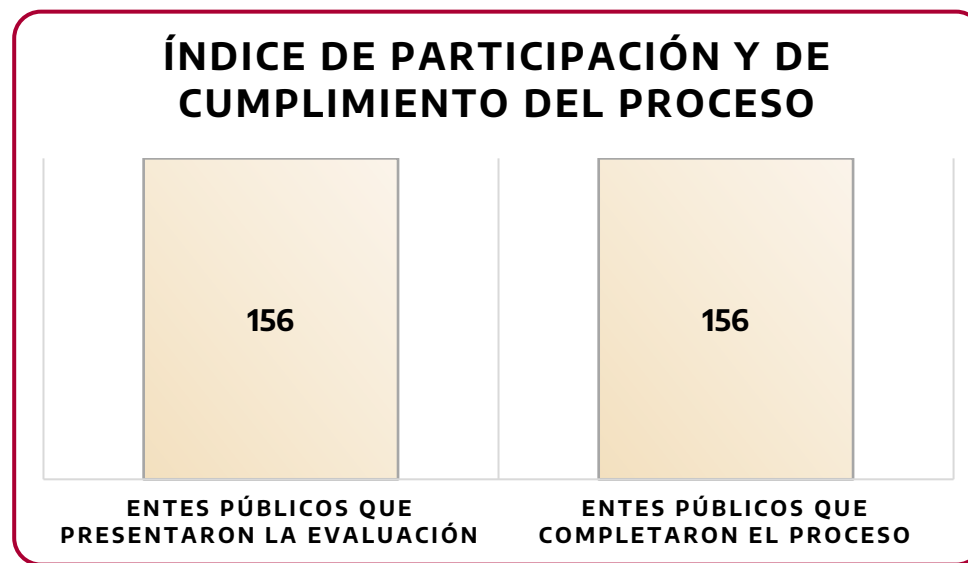 ÍNDICE DE PARTICIPACIÓN Y DE
CUMPLIMIENTO DEL PROCESO
156
156
ENTES PÚBLICOS QUE
PRESENTARON LA EVALUACIÓN
ENTES PÚBLICOS QUE
COMPLETARON EL PROCESO